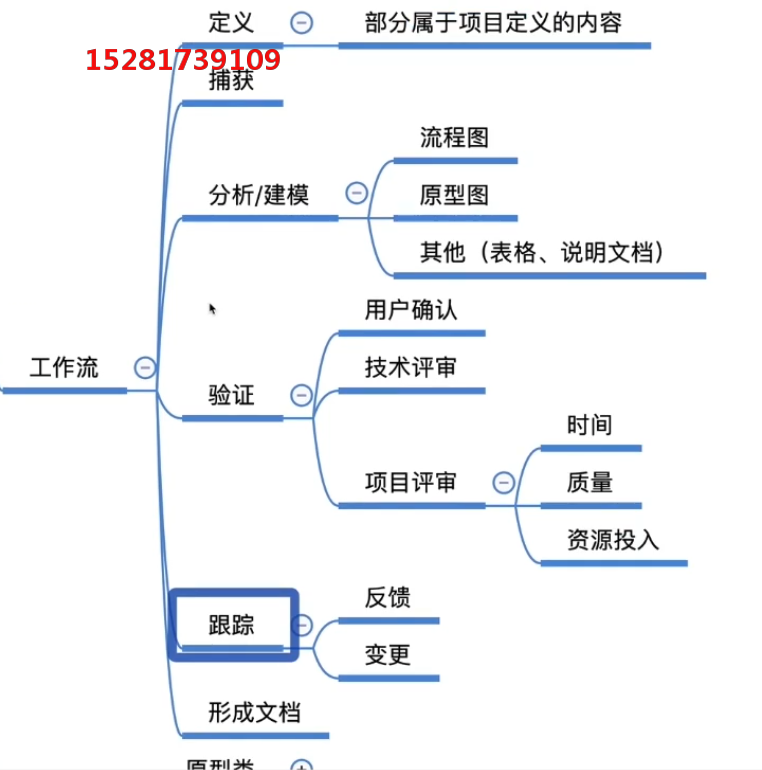 定义
部分属于项目定义的内容
15281739109
捕获
流程图
分析/建模
原型图
其他（表格、说明文档）
用户确认
工作流
技术评审
验证
时间
项目评审
质量
资源投入
反馈
跟踪
变更
形成文档
原型类